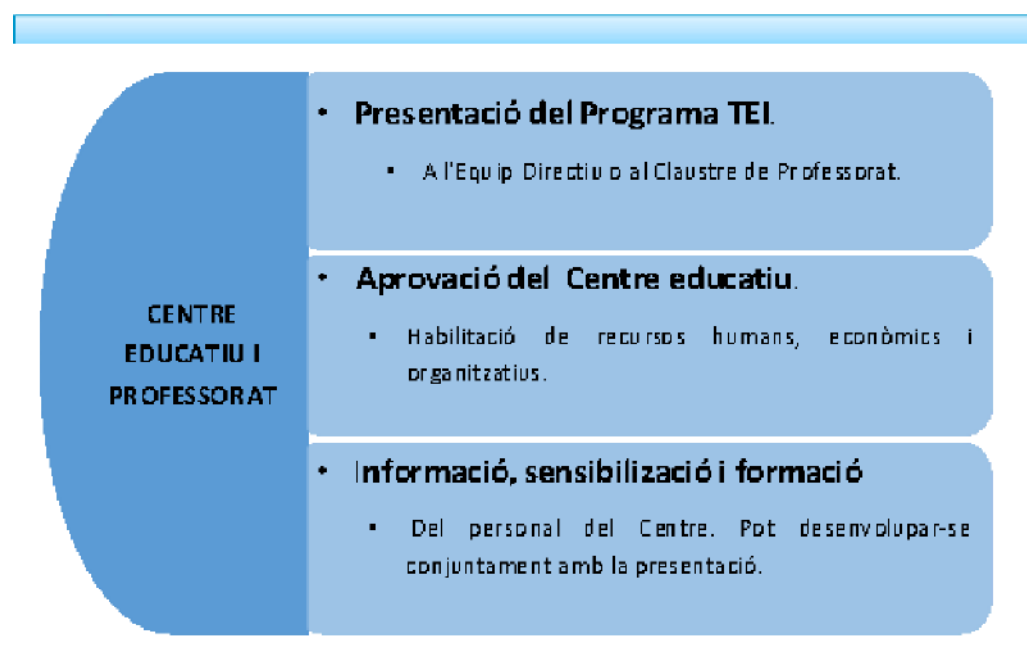 CENTRE
EDUCATIU I
PROFESSORAT
• Presentació del Programa TEI.
▪ A l'Equip Directiu o al Claustre de Professorat.
• Aprovació del Centre educatiu.
▪ Habilitació de recursos humans, econòmics i
organitzatius.
• Informació, sensibilizació i formació
▪ Del personal del Centre. Pot desenvolupar-se
conjuntament amb la presentació.